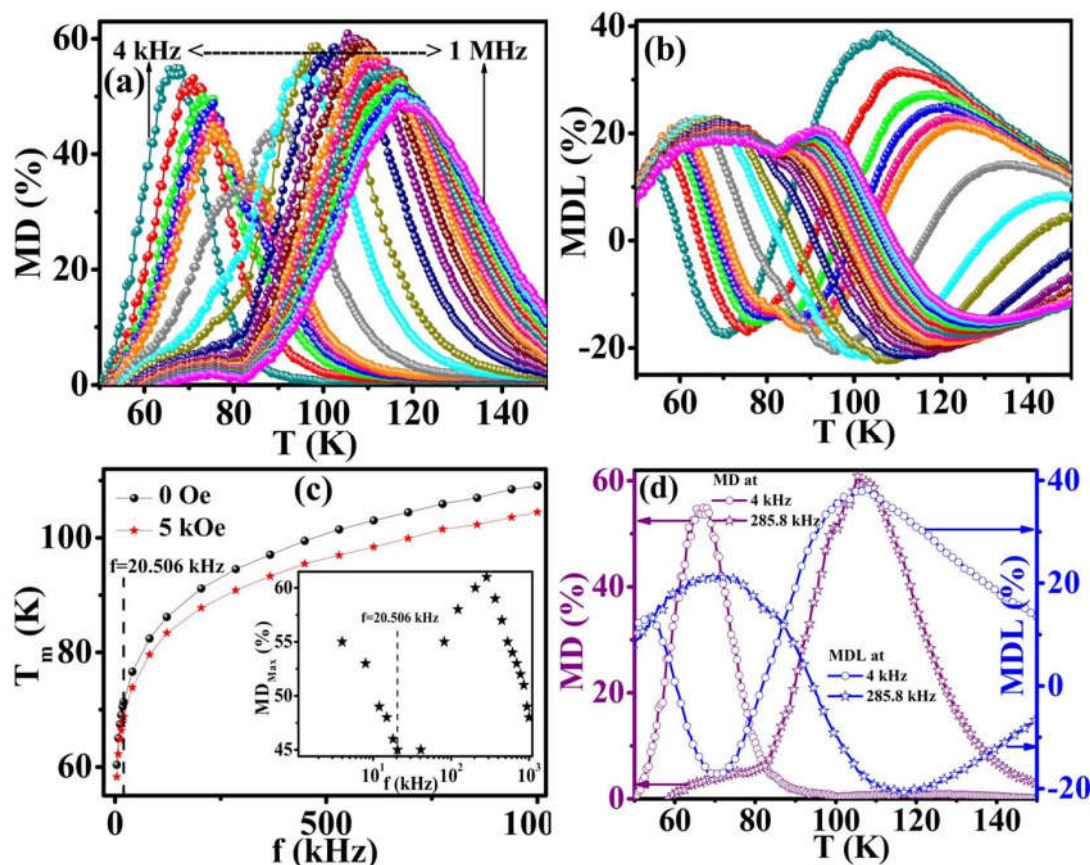 60
40
20
0
MD (%)
4 kHz <--------------------> 1 MHz
(a)
60 80 100 120 140
T (K)
40
20
0
-20
MDL (%)
(b)
60 80 100 120 140
T (K)
100
80
60
T_m (K)
0 Oe
5 kOe
(c)
f=20.506 kHz
60
55
50
45
MD_Max (%)
f=20.506 kHz
10^1 10^2 10^3
f (kHz)
0 500 100
f (kHz)
60
40
20
0
MD (%)
(d)
MD at
4 kHz
285.8 kHz
MDL at
4 kHz
285.8 kHz
40
20
0
-20
MDL (%)
60 80 100 120 140
T (K)